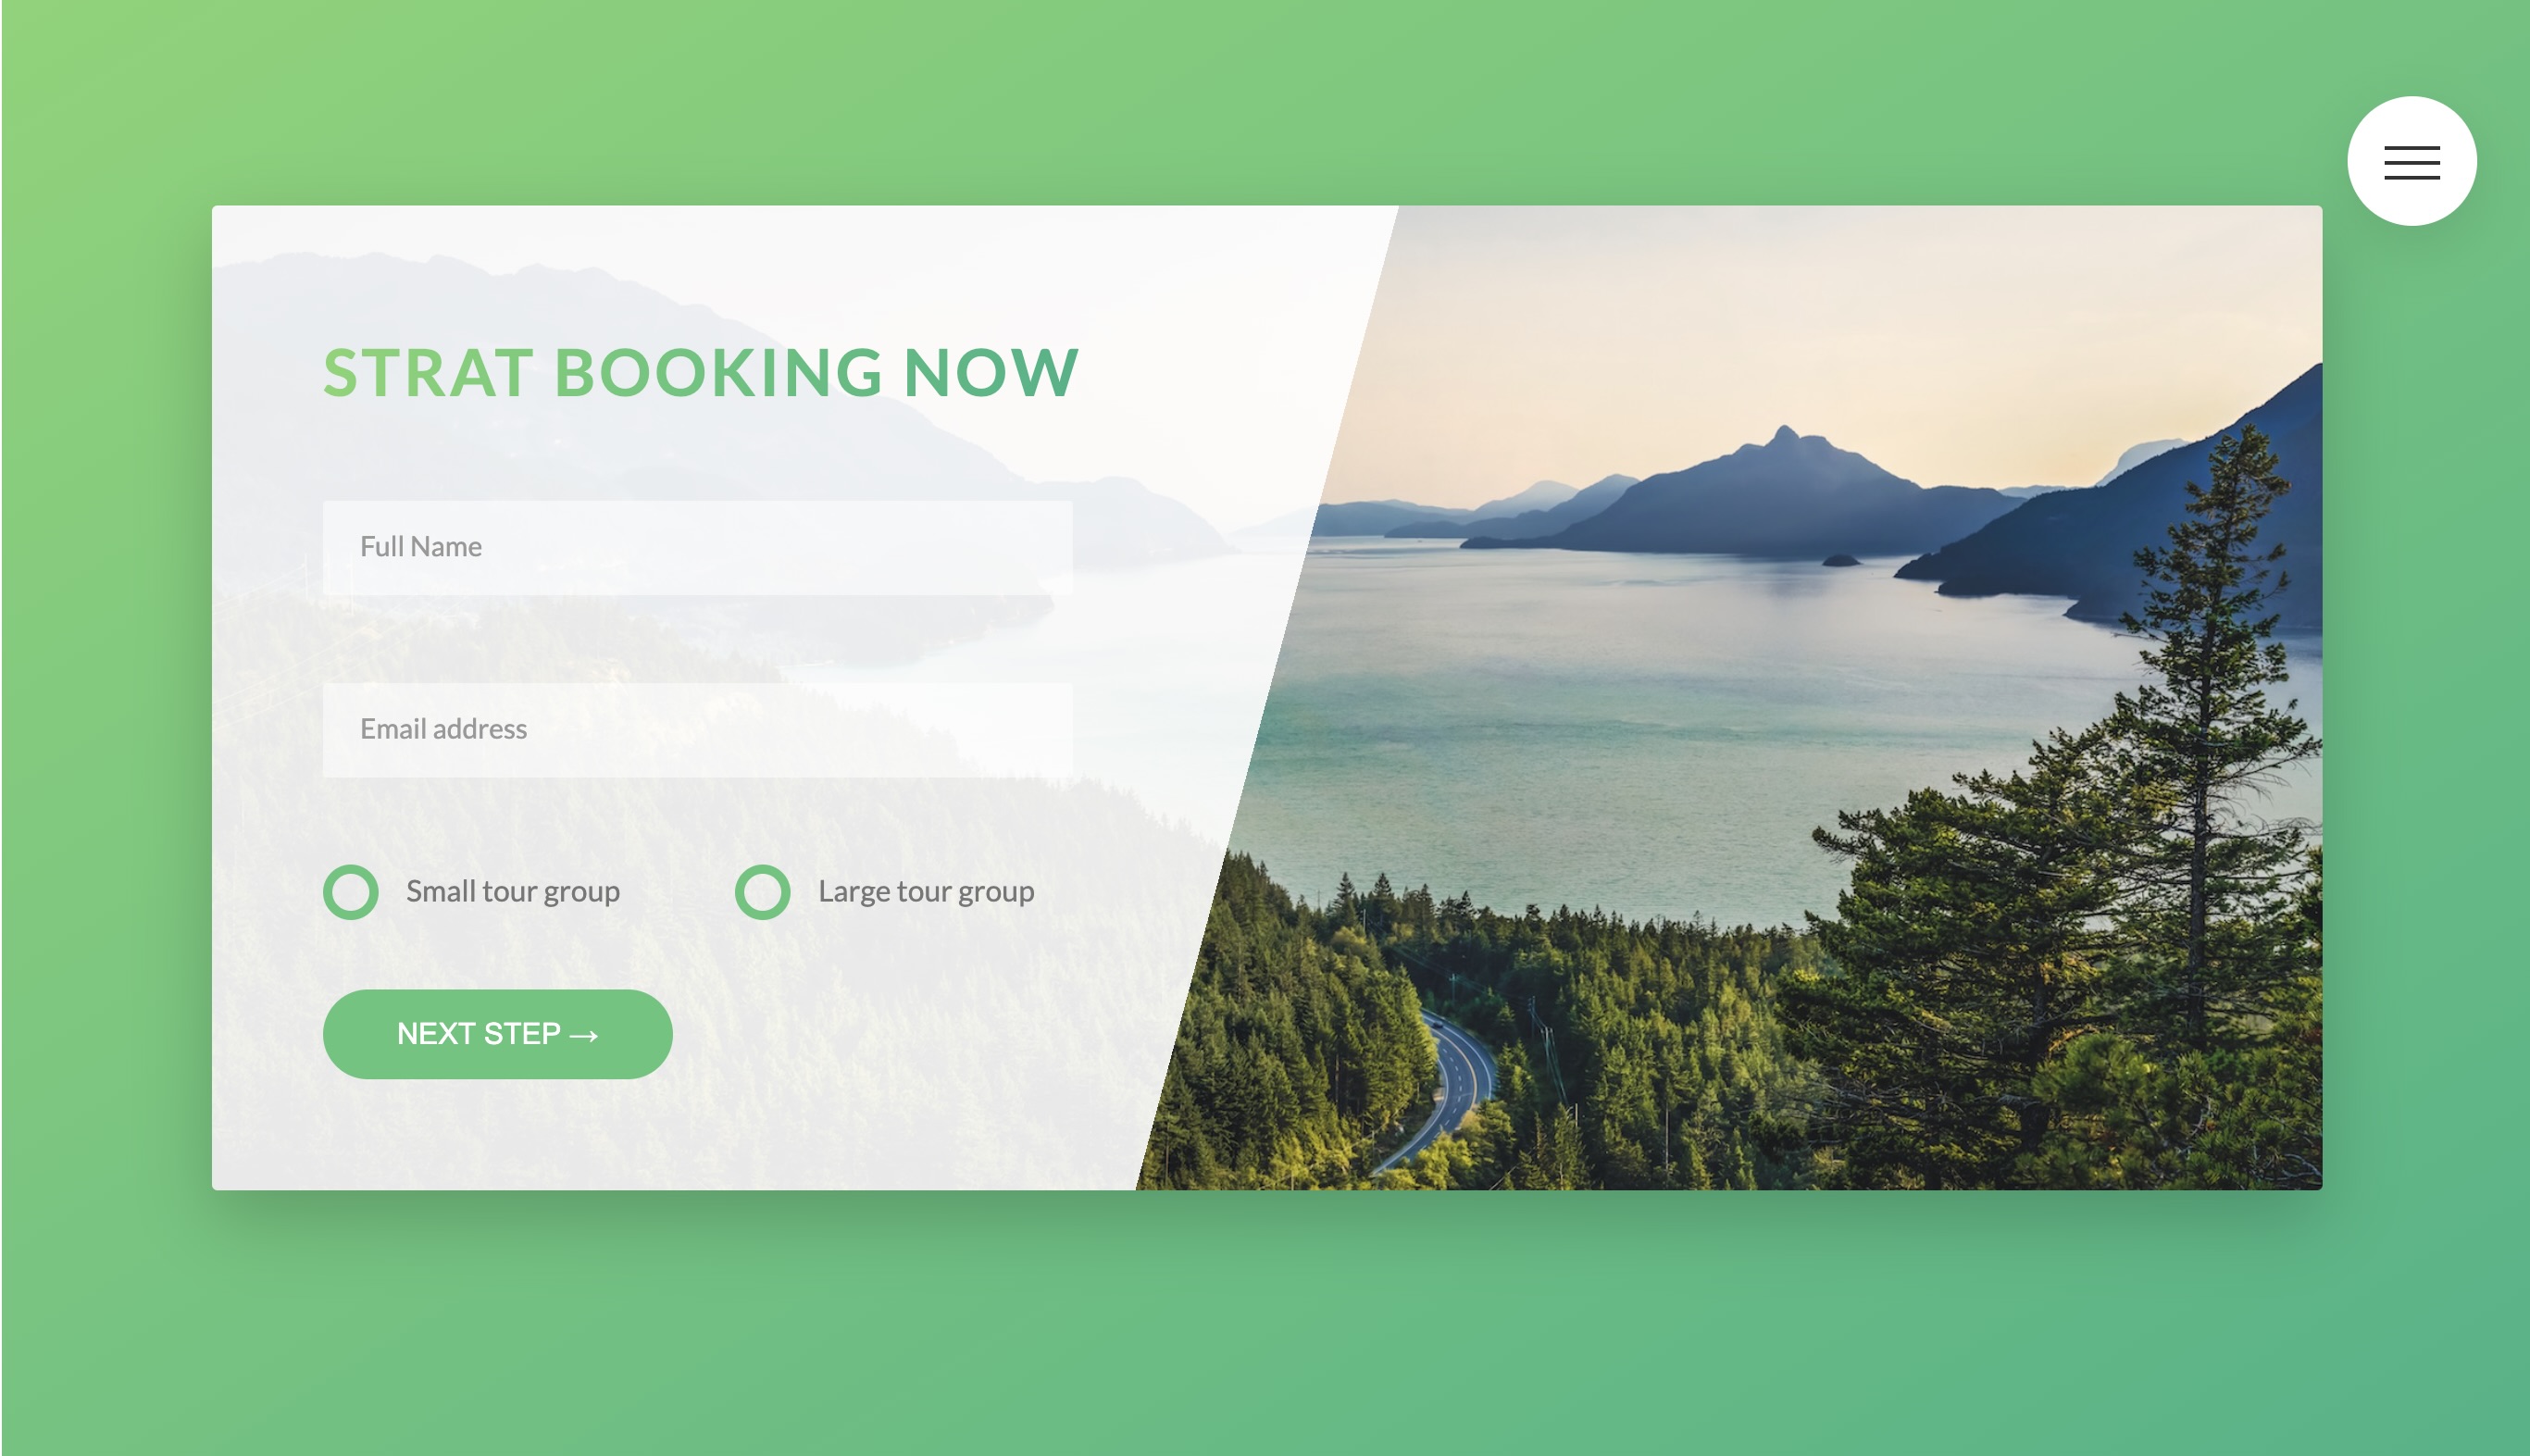 STRAT BOOKING NOW
Full Name
Email address
Small tour group Large tour group
NEXT STEP →